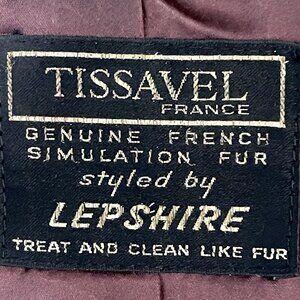 TISSAVEL
FRANCE
GENUINE FRENCH
SIMULATION FUR
styled by
LEPSHIRE
TREAT AND CLEAN LIKE FUR